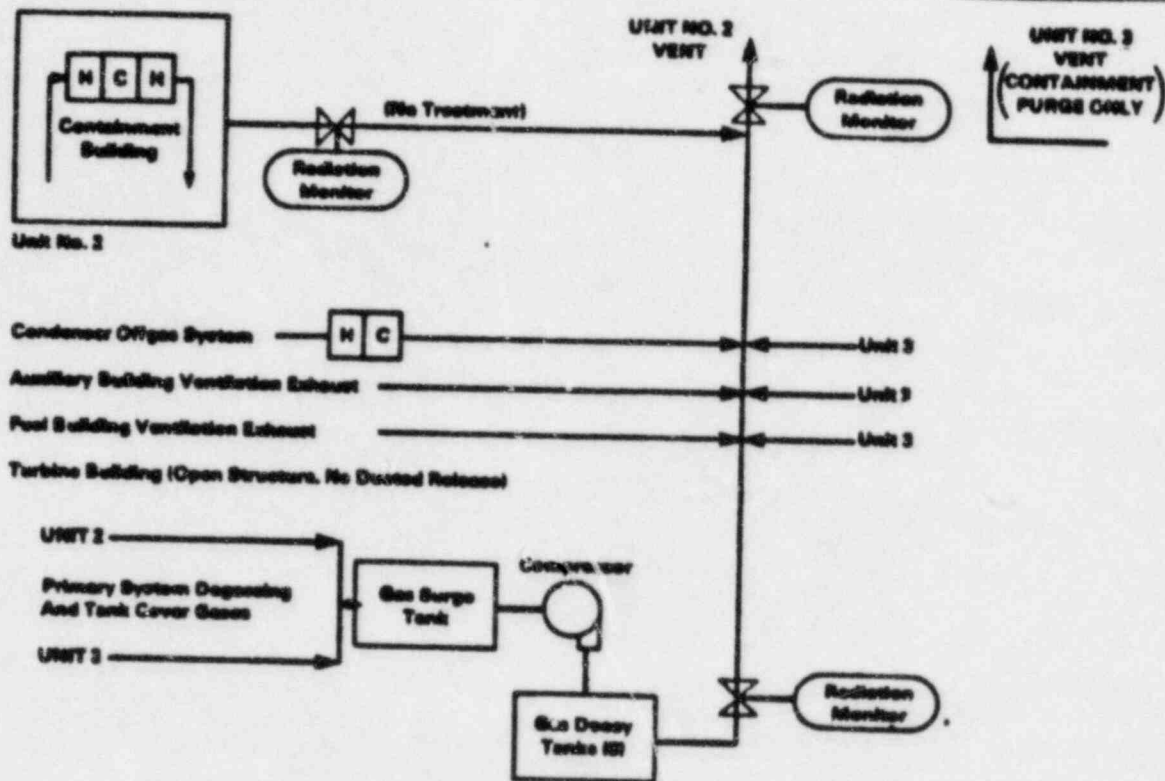 UNIT NO. 2
VENT
UNIT NO. 3
VENT
(CONTAINMENT
PURGE ONLY)
H C H
Containment
Building
(No Treatment)
Radiation
Monitor
Radiation
Monitor
Unit No. 2
Condenser Offgas System
H C
Unit 3
Auxiliary Building Ventilation Exhaust
Unit 3
Fuel Building Ventilation Exhaust
Unit 3
Turbine Building (Open Structure, No Ducted Release)
UNIT 2
Primary System Degassing
And Tank Cover Gases
UNIT 3
Gas Surge
Tank
Compressor
Gas Decay
Tanks
Radiation
Monitor